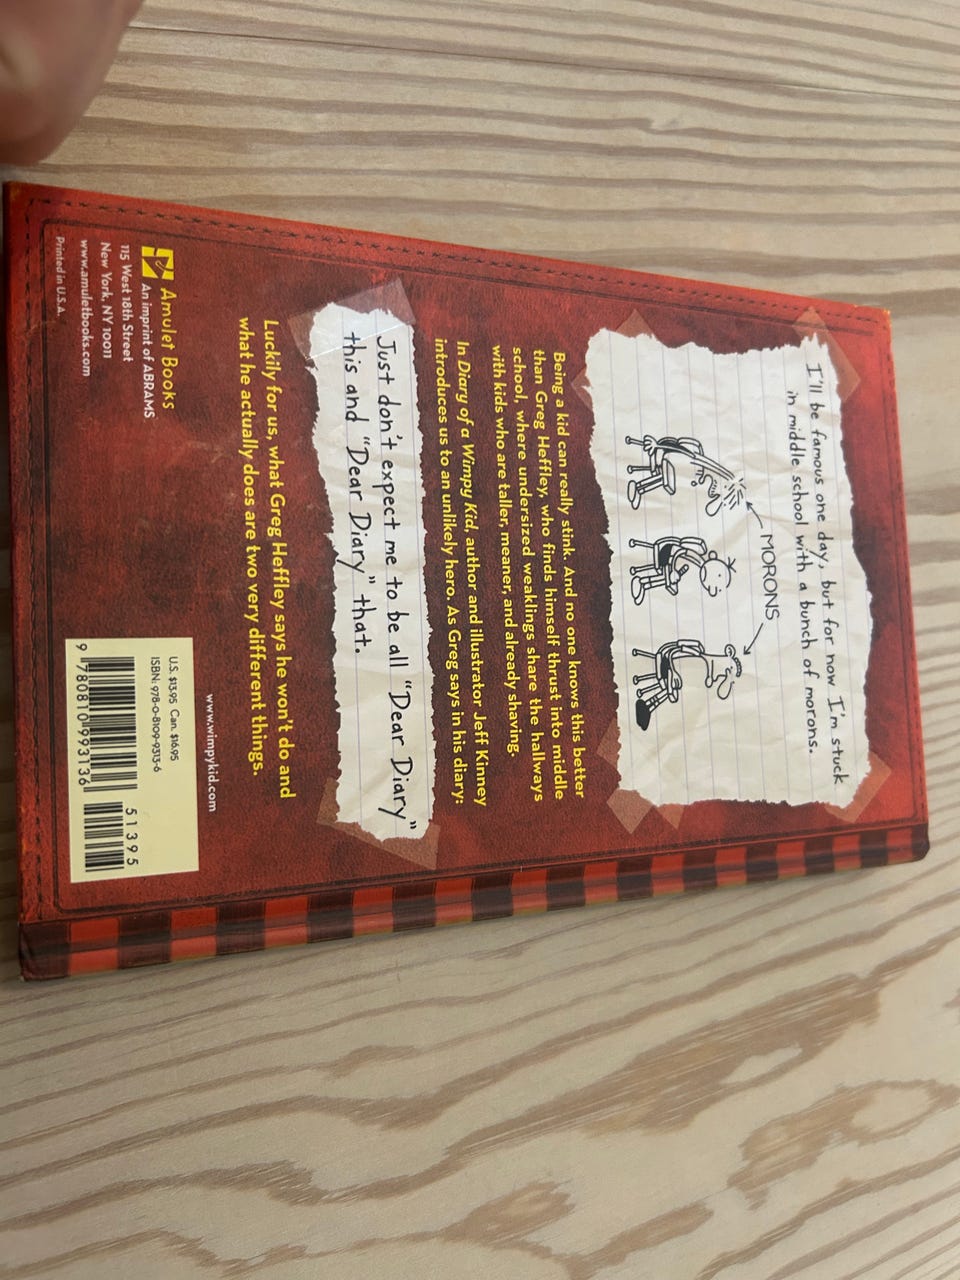 I'll be famous one day, but for now I'm stuck
in middle school with a bunch of morons.
MORONS
Being a kid can really stink. And no one knows this better
than Greg Heffley, who finds himself thrust into middle
school, where undersized weaklings share the hallways
with kids who are taller, meaner, and already shaving.
In Diary of a Wimpy Kid, author and illustrator Jeff Kinney
introduces us to an unlikely hero. As Greg says in his diary:
Just don't expect me to be all "Dear Diary"
this and "Dear Diary" that.
Luckily for us, what Greg Heffley says he won't do and
what he actually does are two very different things.
www.wimpykid.com
Amulet Books
An imprint of ABRAMS
115 West 18th Street
New York, NY 10011
www.amuletbooks.com
Printed in U.S.A.
U.S. $13.95 Can. $16.95
ISBN: 978-0-8109-9313-6
51395
9 780810 993136